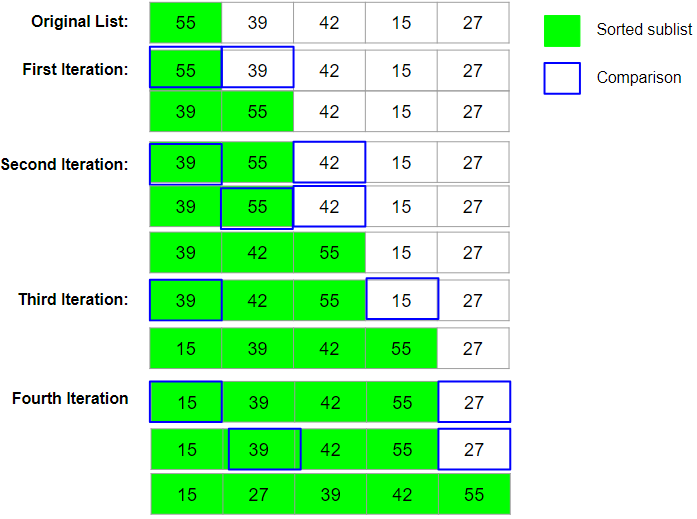 Original List: 55 39 42 15 27
Sorted sublist
First Iteration: 55 39 42 15 27
Comparison
39 55 42 15 27
Second Iteration: 39 55 42 15 27
39 55 42 15 27
39 42 55 15 27
Third Iteration: 39 42 55 15 27
15 39 42 55 27
Fourth Iteration 15 39 42 55 27
15 39 42 55 27
15 27 39 42 55